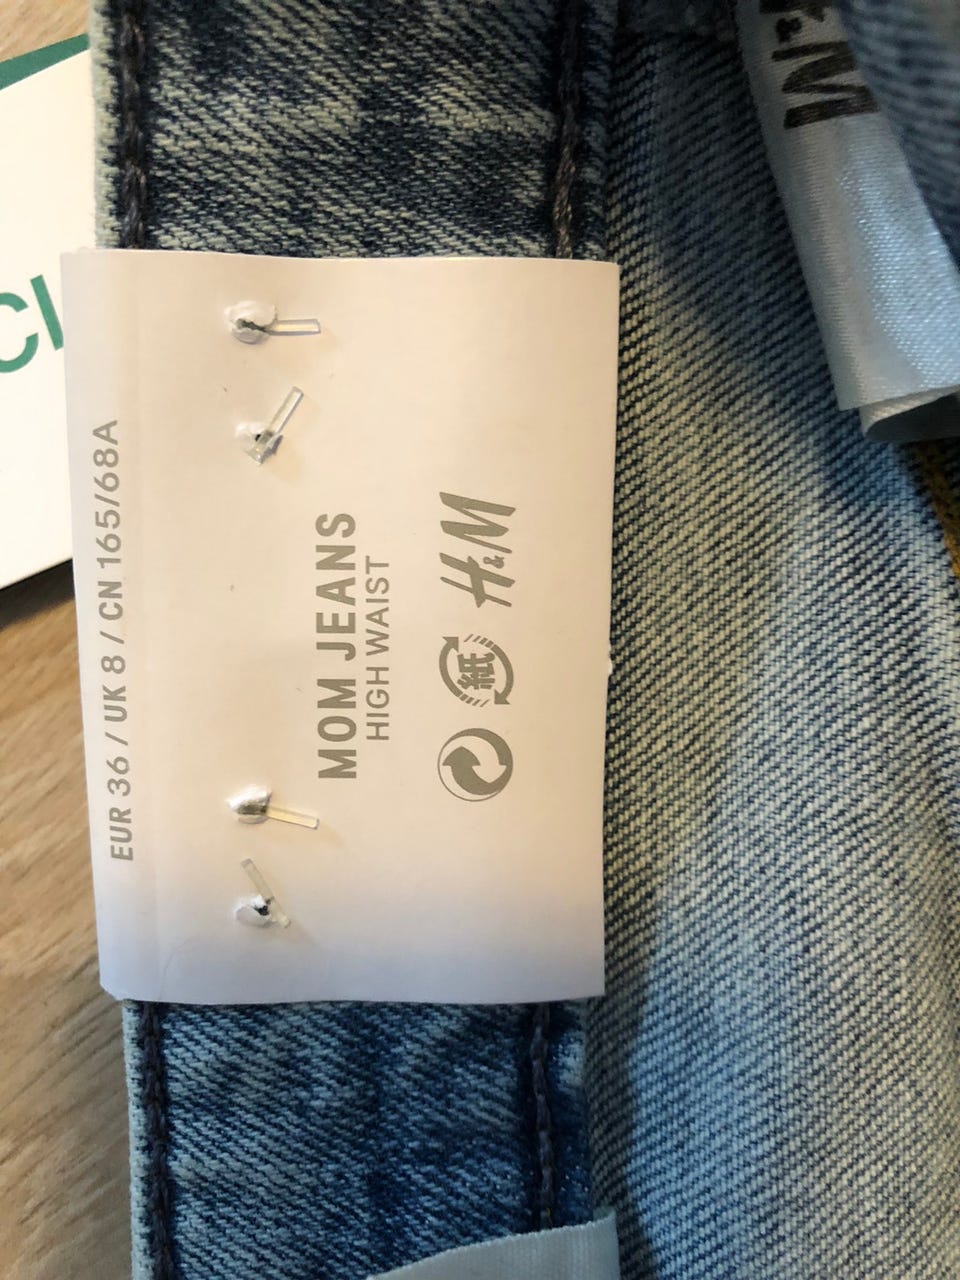 EUR 36 / UK 8 / CN 165/68A
MOM JEANS
HIGH WAIST
紙
H&M
&M